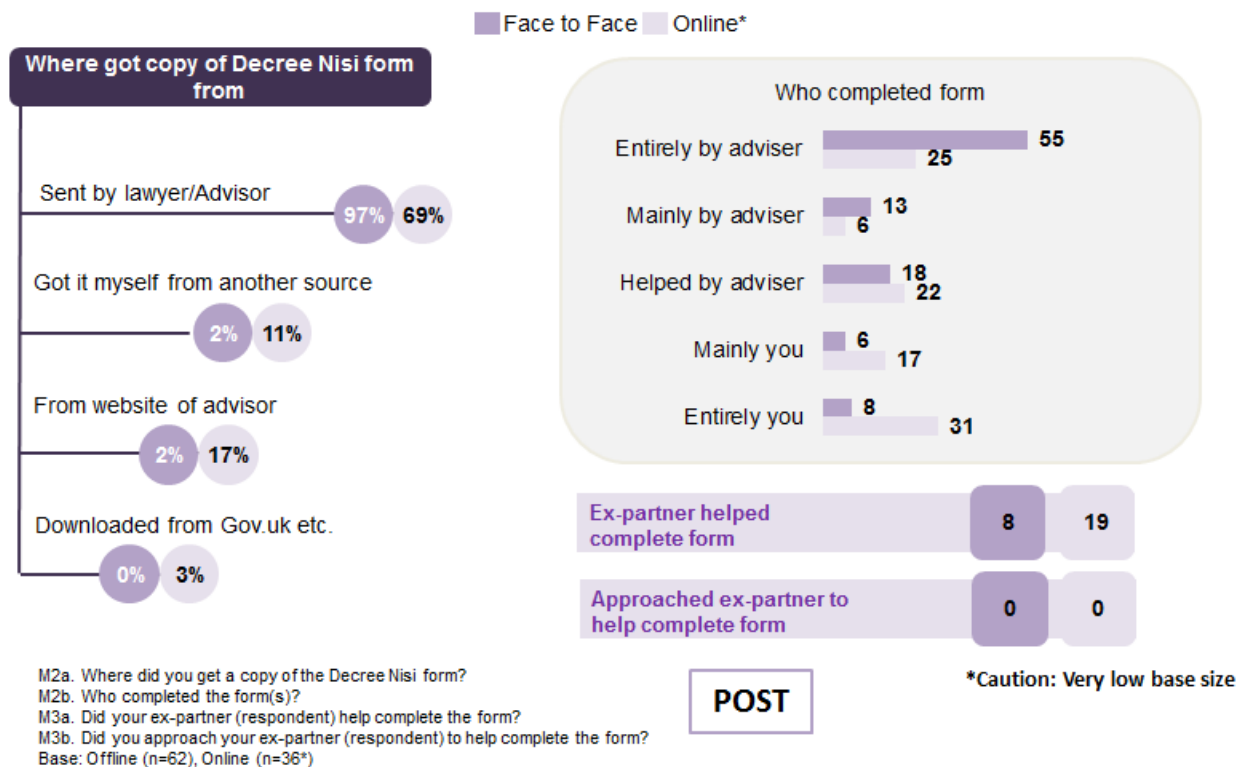 Face to Face Online*
Where got copy of Decree Nisi form
from
Sent by lawyer/Advisor
97% 69%
Got it myself from another source
2% 11%
From website of advisor
2% 17%
Downloaded from Gov.uk etc.
0% 3%
Who completed form
Entirely by adviser
55
25
Mainly by adviser
13
6
Helped by adviser
18
22
Mainly you
6
17
Entirely you
8
31
Ex-partner helped
complete form
8 19
Approached ex-partner to
help complete form
0 0
M2a. Where did you get a copy of the Decree Nisi form?
M2b. Who completed the form(s)?
M3a. Did your ex-partner (respondent) help complete the form?
M3b. Did you approach your ex-partner (respondent) to help complete the form?
Base: Offline (n=62), Online (n=36*)
POST
*Caution: Very low base size